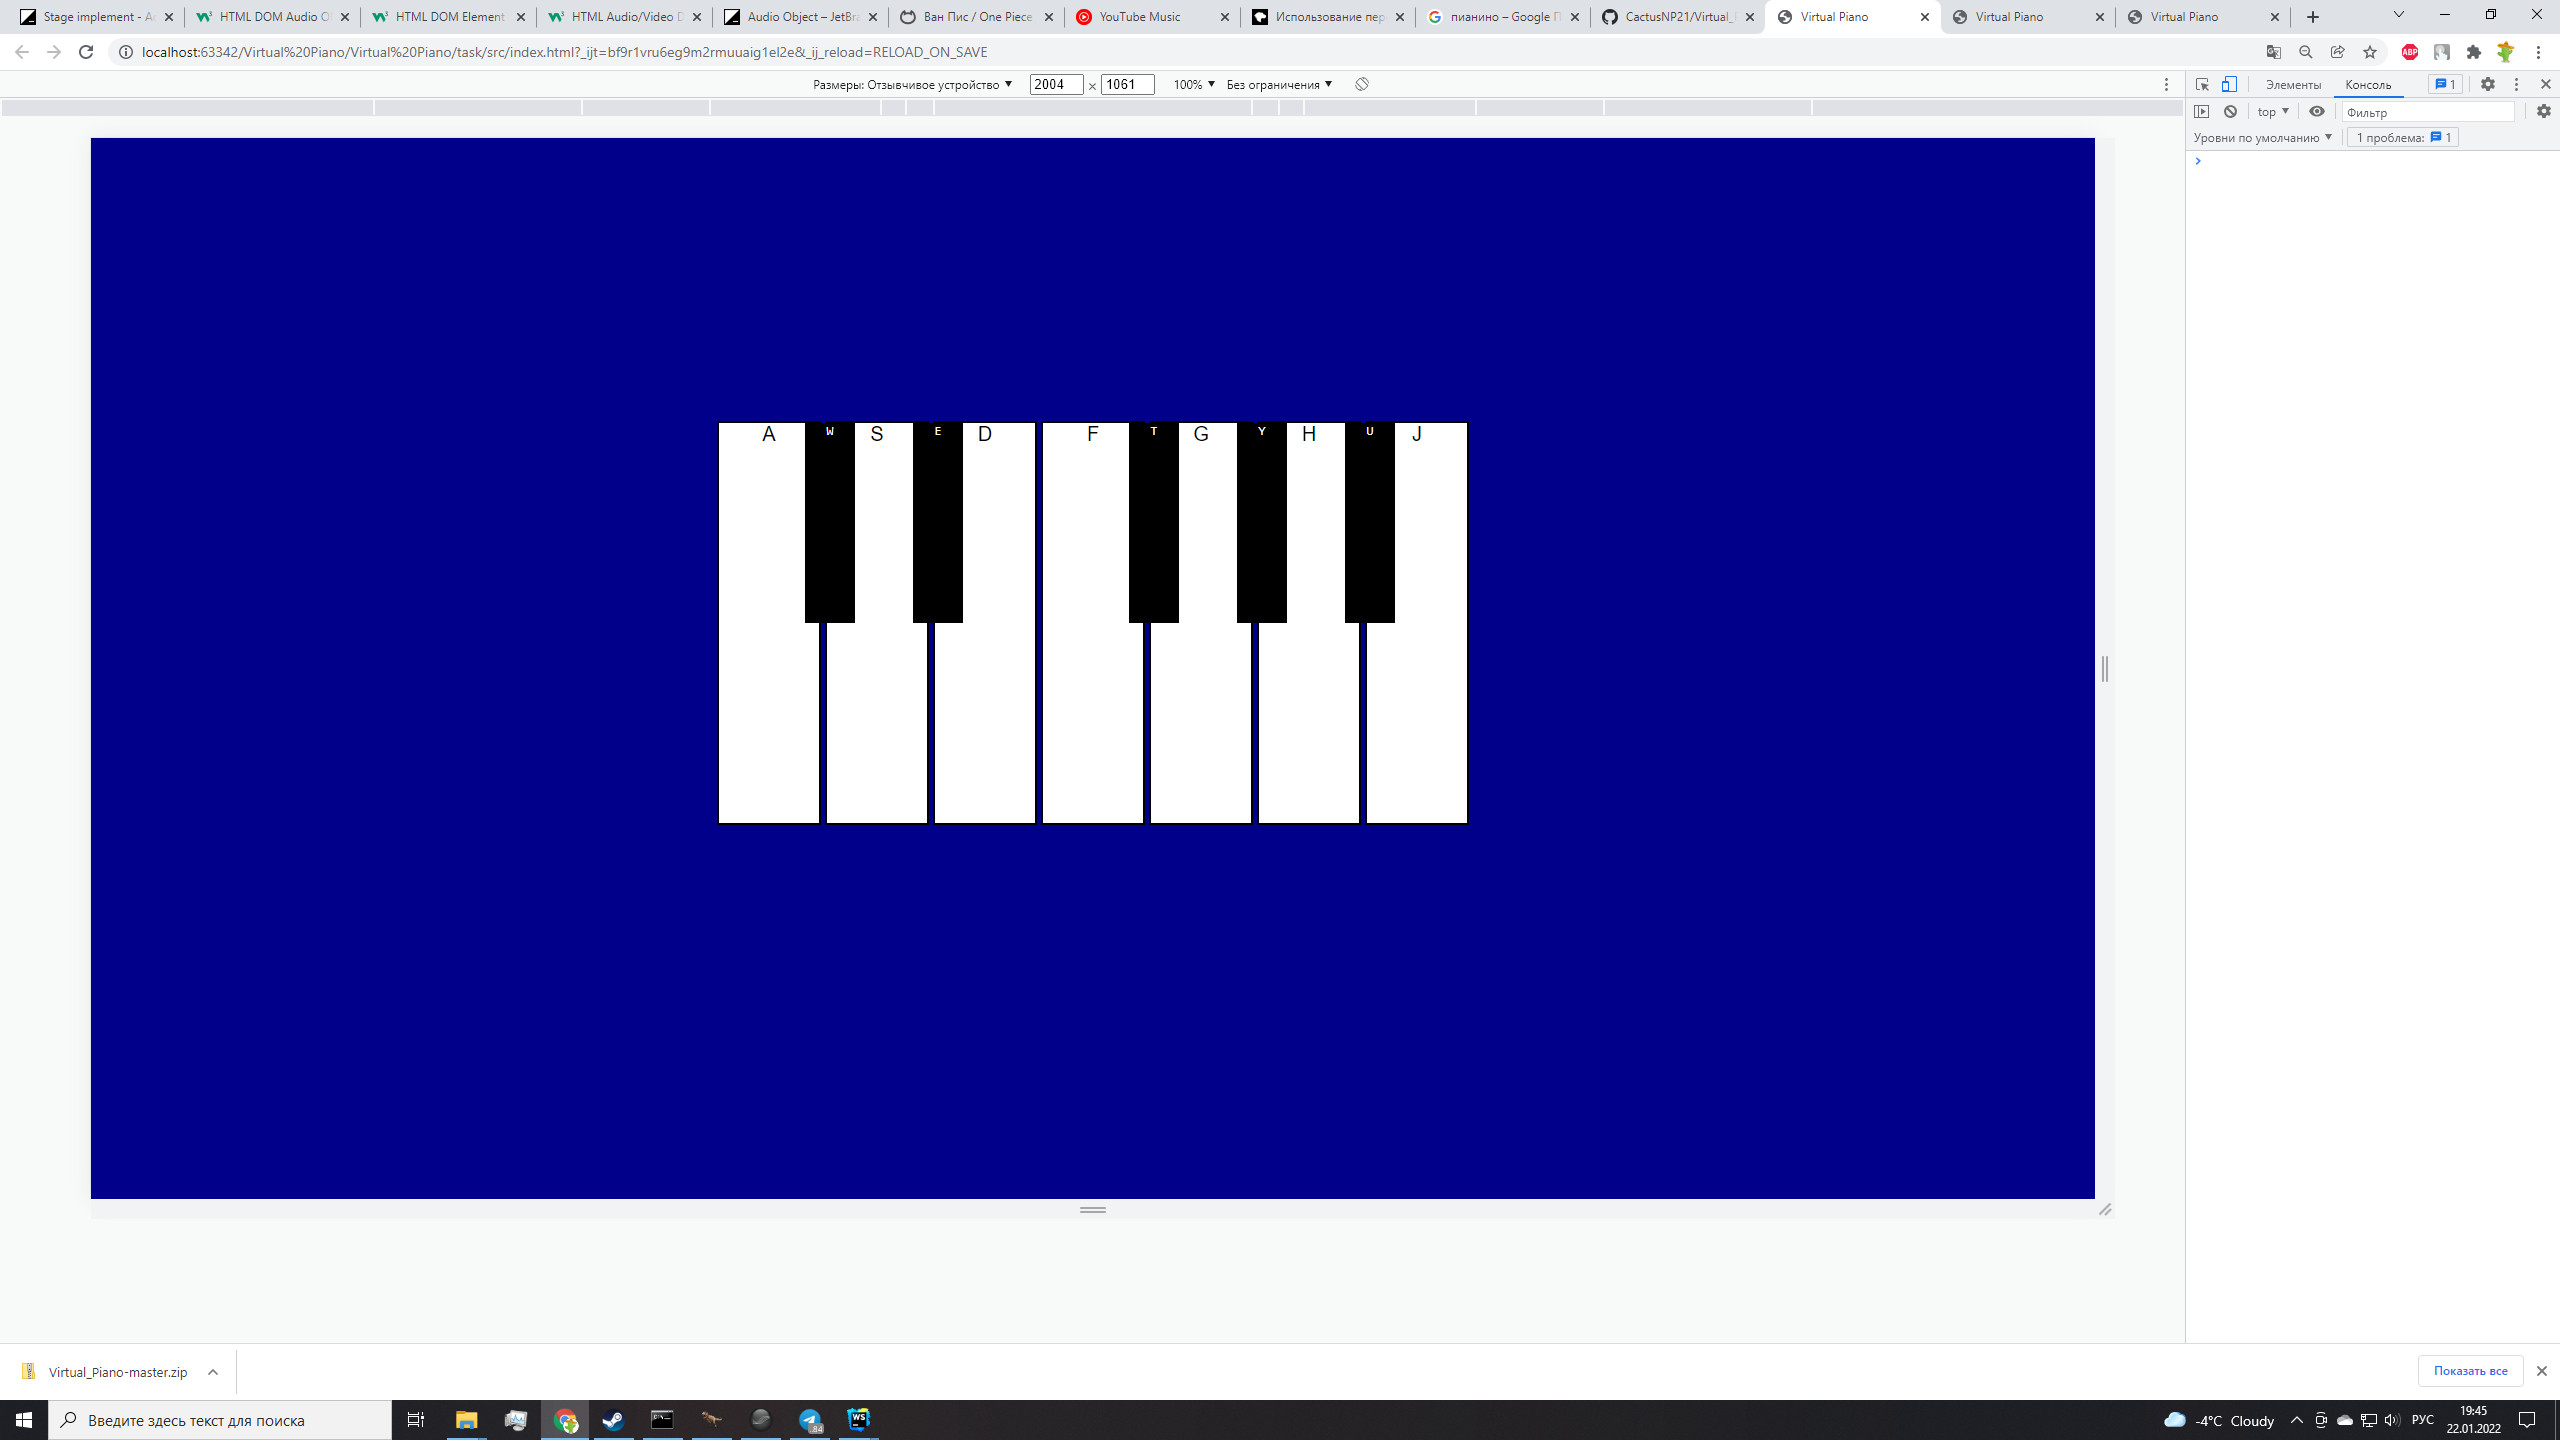 Stage implement - A
HTML DOM Audio O
HTML DOM Element
HTML Audio/Video D
Audio Object – JetBra
Ван Пис / One Piece
YouTube Music
Использование пер
пианино – Google П
CactusNP21/Virtual_
Virtual Piano
Virtual Piano
Virtual Piano
localhost:63342/Virtual%20Piano/Virtual%20Piano/task/src/index.html?_ijt=bf9r1vru6eg9m2rmuuaig1el2e&_ij_reload=RELOAD_ON_SAVE
ABP
Размеры: Отзывчивое устройство 2004 × 1061 100% Без ограничения
Элементы Консоль 1
top Фильтр
Уровни по умолчанию 1 проблема: 1
A W S E D F T G Y H U J
Virtual_Piano-master.zip
Показать все
Введите здесь текст для поиска
WS
84
-4°C Cloudy
РУС
19:45
22.01.2022